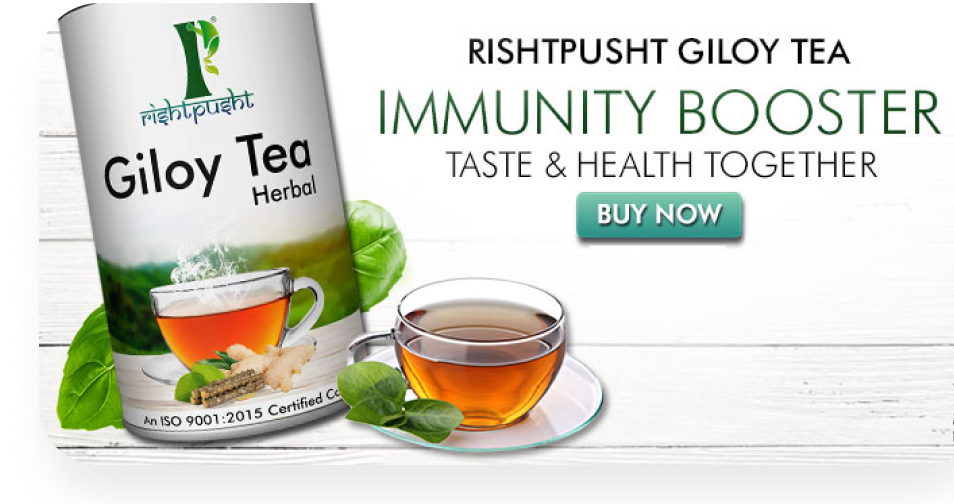 rishtpusht
Giloy Tea
Herbal
An ISO 9001:2015 Certified
RISHTPUSHT GILOY TEA
IMMUNITY BOOSTER
TASTE & HEALTH TOGETHER
BUY NOW